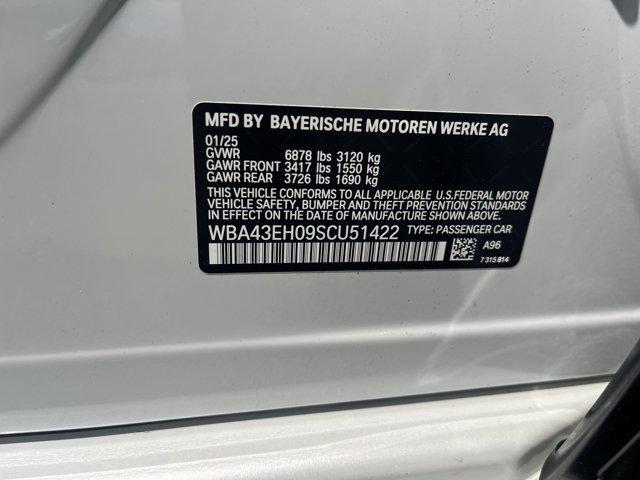 MFD BY BAYERISCHE MOTOREN WERKE AG
01/25
GVWR 6878 lbs 3120 kg
GAWR FRONT 3417 lbs 1550 kg
GAWR REAR 3726 lbs 1690 kg
THIS VEHICLE CONFORMS TO ALL APPLICABLE U.S.FEDERAL MOTOR
VEHICLE SAFETY, BUMPER AND THEFT PREVENTION STANDARDS
IN EFFECT ON THE DATE OF MANUFACTURE SHOWN ABOVE.
WBA43EH09SCU51422 TYPE: PASSENGER CAR
A96
7 315 814